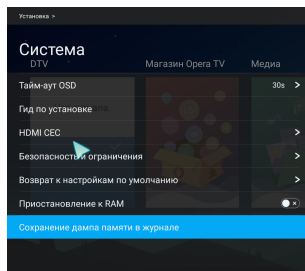 Установка >
Система
DTV
Магазин Opera TV
Медиа
Тайм-аут OSD 30s >
Гид по установке
HDMI CEC >
Безопасность и ограничения >
Возврат к настройкам по умолчанию >
Приостановление к RAM
Сохранение дампа памяти в журнале